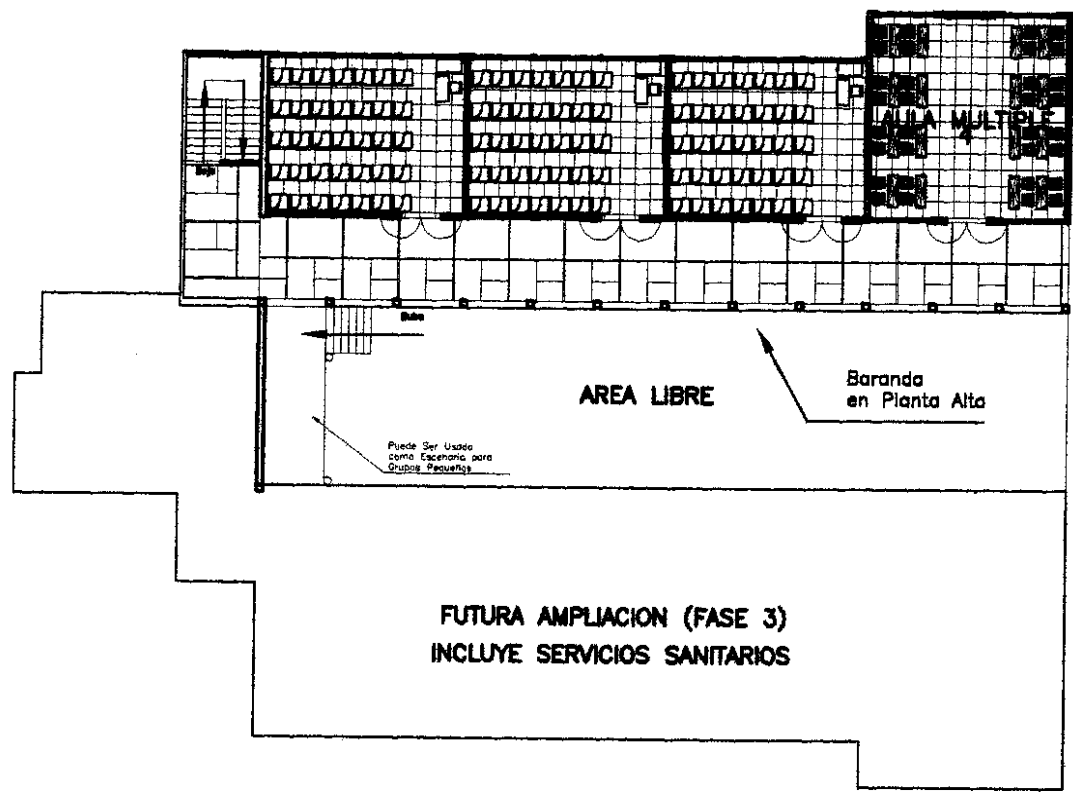 AULA MULTIPLE
4
Baja
Sube
AREA LIBRE
Baranda
en Planta Alta
Puede Ser Usado
como Escenario para
Grupos Pequeños
FUTURA AMPLIACION (FASE 3)
INCLUYE SERVICIOS SANITARIOS